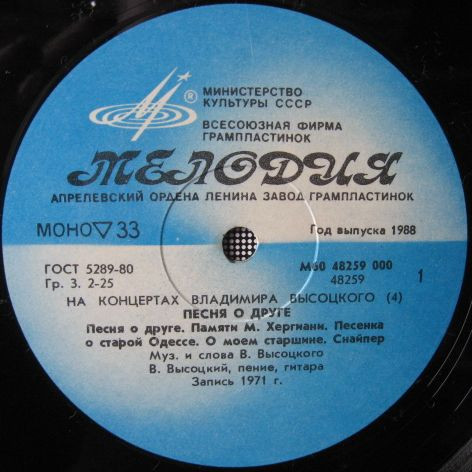 ®
МИНИСТЕРСТВО
КУЛЬТУРЫ СССР
ВСЕСОЮЗНАЯ ФИРМА
ГРАМПЛАСТИНОК
МЕЛОДИЯ
АПРЕЛЕВСКИЙ ОРДЕНА ЛЕНИНА ЗАВОД ГРАМПЛАСТИНОК
МОНО ▽ 33
Год выпуска 1988
ГОСТ 5289-80
М60 48259 000
Гр. 3. 2-25
48259
1
НА КОНЦЕРТАХ ВЛАДИМИРА ВЫСОЦКОГО (4)
ПЕСНЯ О ДРУГЕ
Песня о друге. Памяти М. Хергиани. Песенка
о старой Одессе. О моем старшине. Снайпер
Муз. и слова В. Высоцкого
В. Высоцкий, пение, гитара
Запись 1971 г.